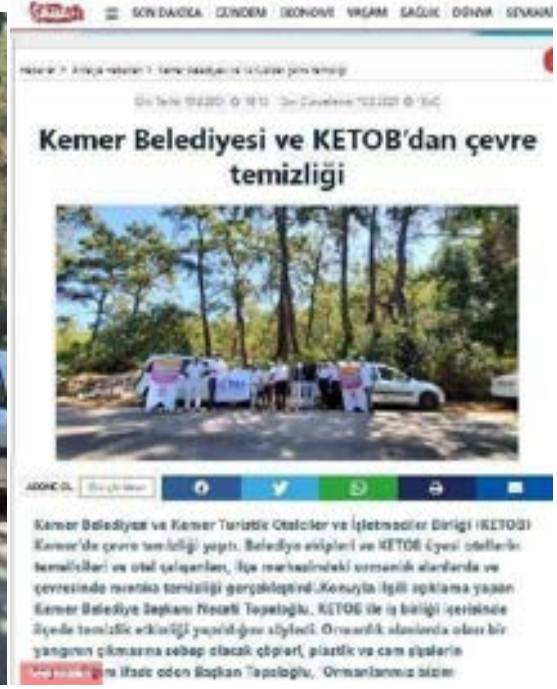 SON DAKİKA GÜNDEM EKONOMİ YAŞAM SAĞLIK DÜNYA
Kemer Belediyesi ve KETOB'dan çevre
temizliği
ABONE OL
Kemer Belediyesi ve Kemer Turistik Otelciler ve İşletmeciler Birliği (KETOB)
Kemer'de çevre temizliği yaptı. Belediye ekipleri ve KETOB üyesi otellerin
temsilcileri ve otel çalışanları, ilçe merkezindeki ormanlık alanlarda ve
çevresinde mıntıka temizliği gerçekleştirdi. Konuyla ilgili açıklama yapan
Kemer Belediye Başkanı Necati Topaloğlu, KETOB ile iş birliği içerisinde
ilçede temizlik etkinliği yapıldığını söyledi. Ormanlık alanlarda olası bir
yangının çıkmasına sebep olacak çöpleri, plastik ve cam şişelerin
ifade eden Başkan Topaloğlu, Ormanlarımız bizim